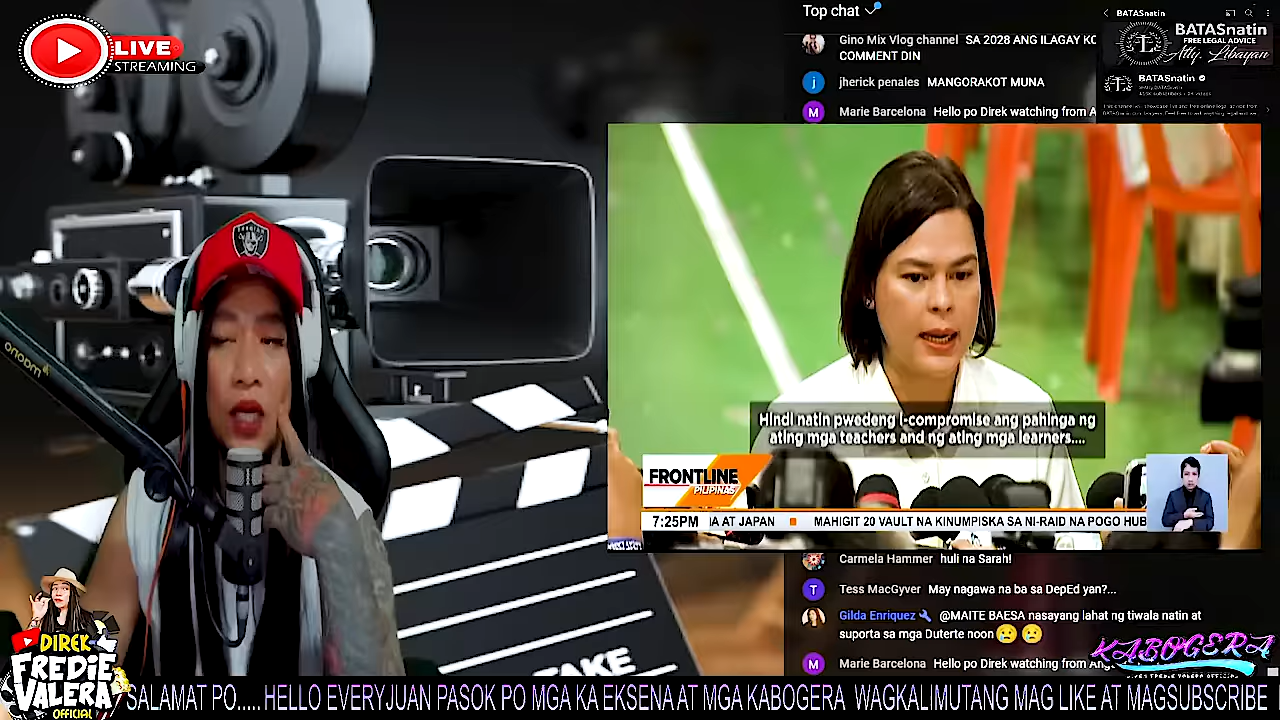 LIVE
STREAMING
Top chat
Gino Mix Vlog channel SA 2028 ANG ILAGAY KO
COMMENT DIN
jherick penales MANGORAKOT MUNA
Marie Barcelona Hello po Direk watching from A
BATASnatin
BATASnatin
FREE LEGAL ADVICE
Atty. Libayan
BATASnatin
MAONO
Hindi natin pwedeng i-compromise ang pahinga ng
ating mga teachers and ng ating mga learners....
FRONTLINE
PILIPINAS
7:25PM IA AT JAPAN MAHIGIT 20 VAULT NA KINUMPISKA SA NI-RAID NA POGO HUB
Carmela Hammer huli na Sarah!
Tess MacGyver May nagawa na ba sa DepEd yan?...
Gilda Enriquez @MAITE BAESA nasayang lahat ng tiwala natin at
suporta sa mga Duterte noon 😢 😢
Marie Barcelona Hello po Direk watching from Ang
KABOGERA
TAKE
DIREK
FREDIE
VALERA
OFFICIAL
SALAMAT PO..... HELLO EVERYJUAN PASOK PO MGA KA EKSENA AT MGA KABOGERA WAGKALIMUTANG MAG LIKE AT MAGSUBSCRIBE